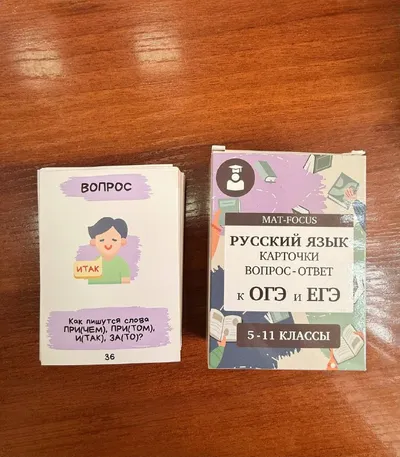 ВОПРОС
ИТАК
Как пишутся слова
ПРИ(ЧЕМ), ПРИ(ТОМ),
И(ТАК), ЗА(ТО)?
36
MAT-FOCUS
РУССКИЙ ЯЗЫК
КАРТОЧКИ
ВОПРОС-ОТВЕТ
к ОГЭ и ЕГЭ
5-11 КЛАССЫ